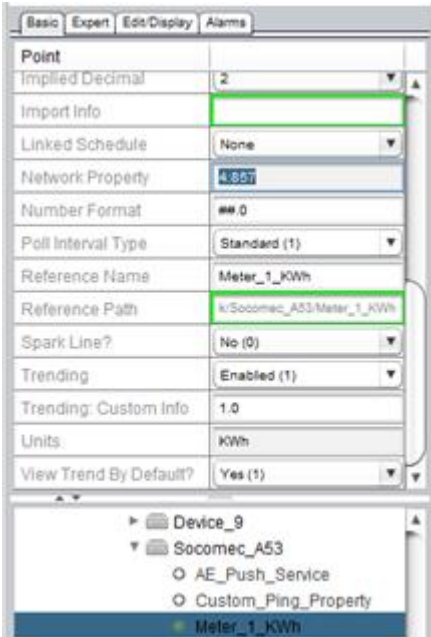 Basic Expert Edit/Display Alarms
Point
Implied Decimal 2
Import Info
Linked Schedule None
Network Property 4:857
Number Format ##.0
Poll Interval Type Standard (1)
Reference Name Meter_1_KWh
Reference Path k/Socomec_A53/Meter_1_KWh
Spark Line? No (0)
Trending Enabled (1)
Trending: Custom Info 1.0
Units KWh
View Trend By Default? Yes (1)
Device_9
Socomec_A53
AE_Push_Service
Custom_Ping_Property
Meter_1_KWh